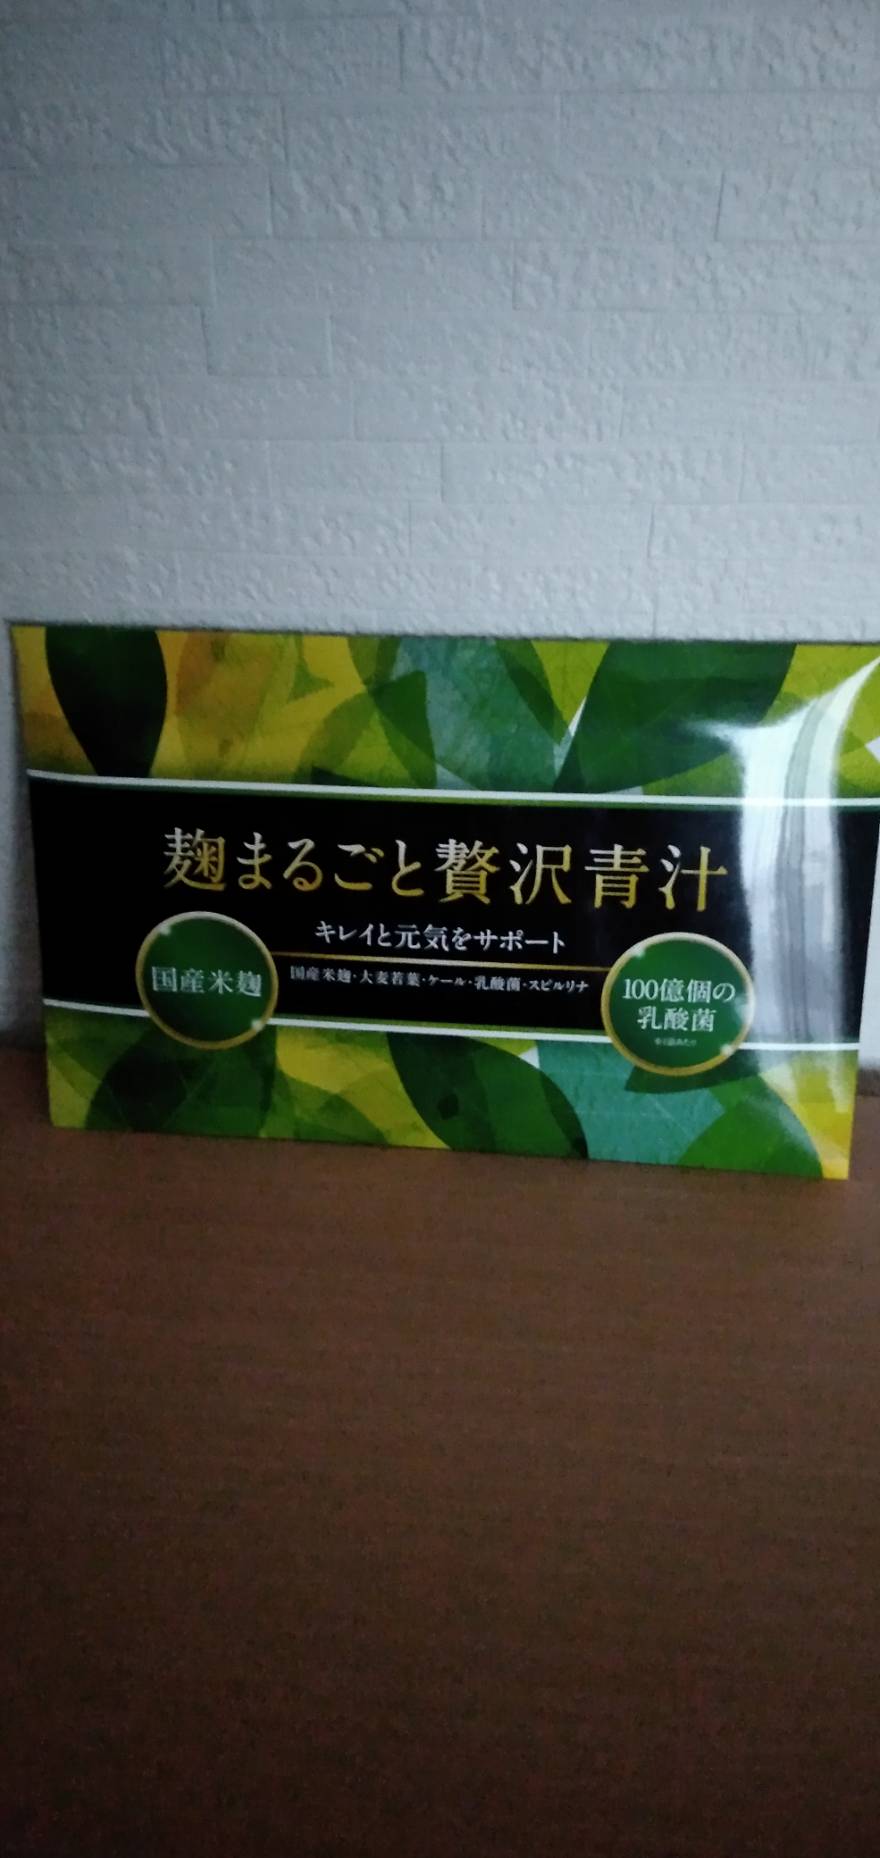 麹まるごと贅沢青汁
キレイと元気をサポート
国産米麹・大麦若葉・ケール・乳酸菌・スピルリナ
国産米麹
100億個の
乳酸菌